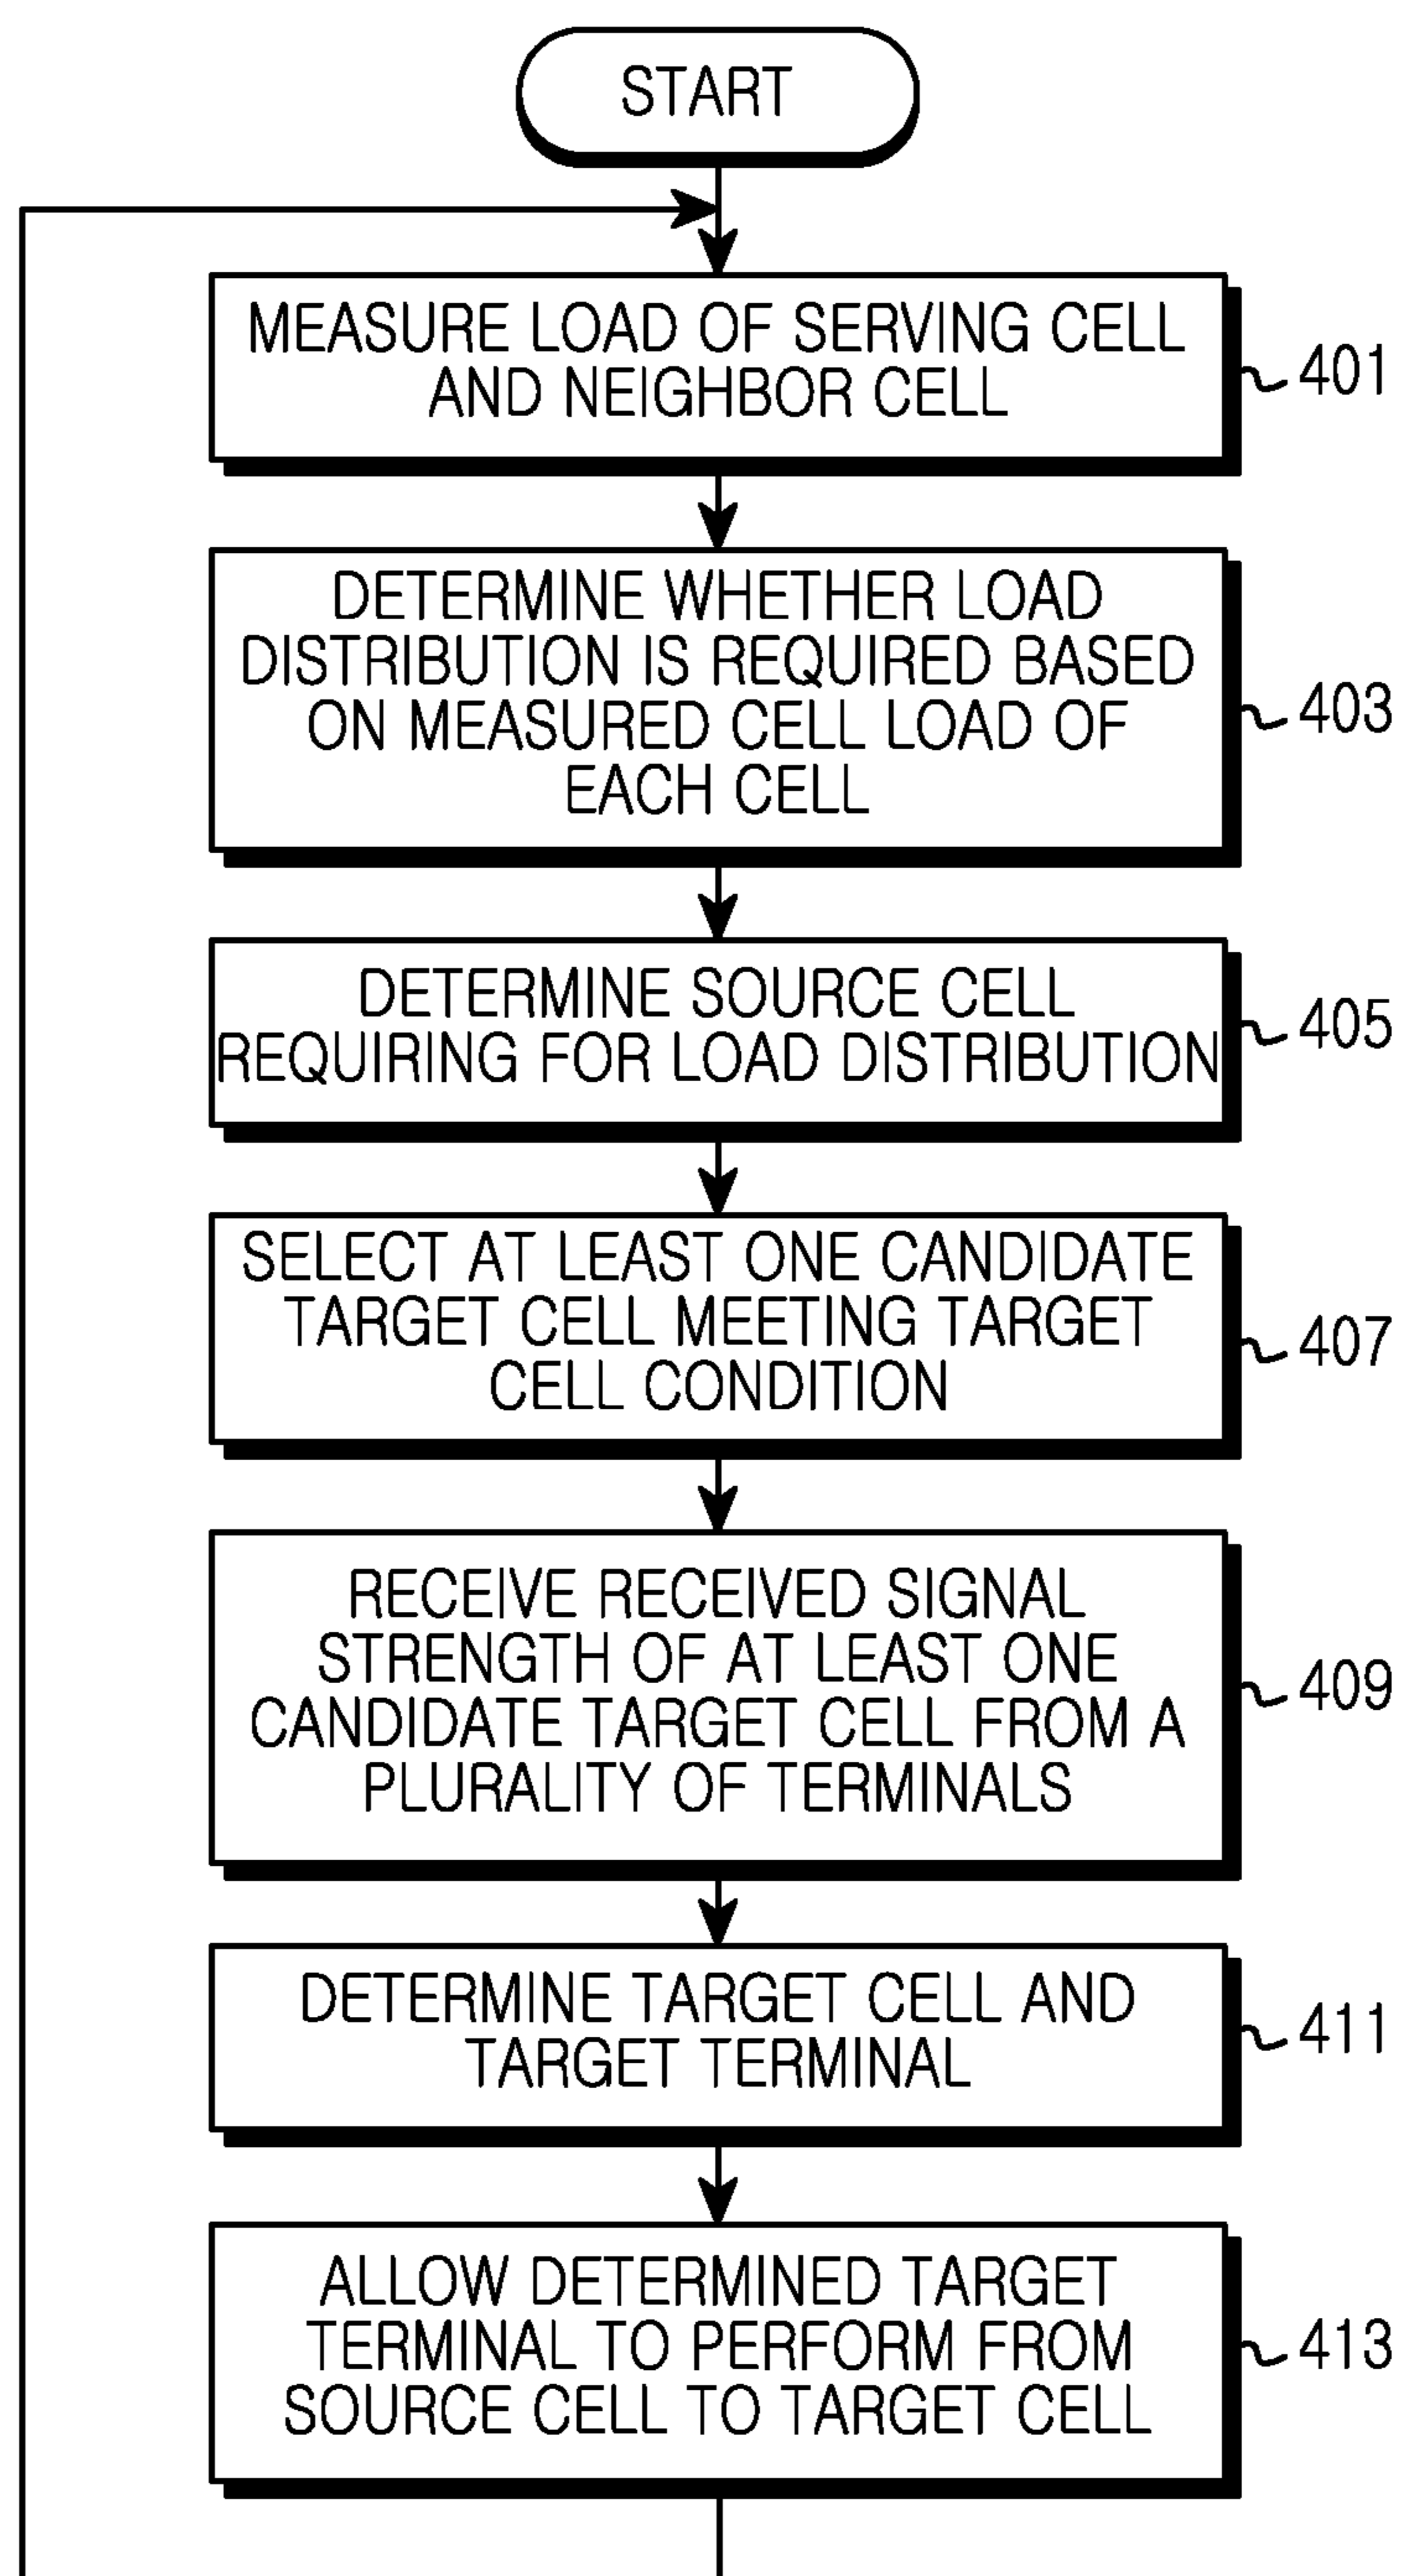 START
MEASURE LOAD OF SERVING CELL
AND NEIGHBOR CELL
401
DETERMINE WHETHER LOAD
DISTRIBUTION IS REQUIRED BASED
ON MEASURED CELL LOAD OF
EACH CELL
403
DETERMINE SOURCE CELL
REQUIRING FOR LOAD DISTRIBUTION
405
SELECT AT LEAST ONE CANDIDATE
TARGET CELL MEETING TARGET
CELL CONDITION
407
RECEIVE RECEIVED SIGNAL
STRENGTH OF AT LEAST ONE
CANDIDATE TARGET CELL FROM A
PLURALITY OF TERMINALS
409
DETERMINE TARGET CELL AND
TARGET TERMINAL
411
ALLOW DETERMINED TARGET
TERMINAL TO PERFORM FROM
SOURCE CELL TO TARGET CELL
413